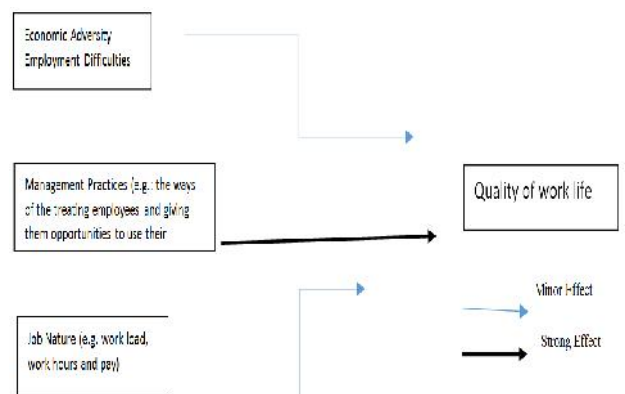 Economic Adversity
Employment Difficulties
Management Practices (e.g.: the ways
of the treating employees and giving
them opportunities to use their
Quality of work life
Job Nature (e.g. work load,
work hours and pay)
Minor Effect
Strong Effect